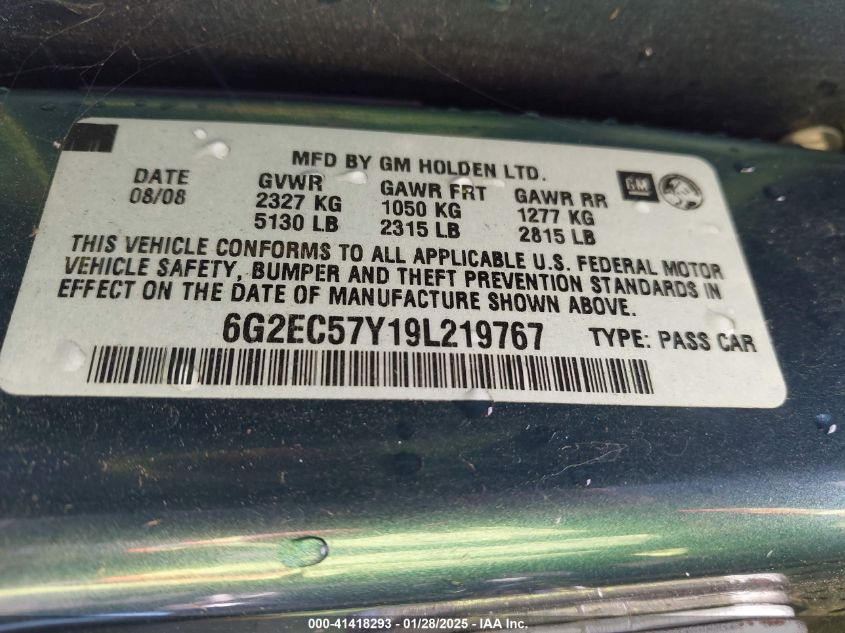 MFD BY GM HOLDEN LTD.
DATE GVWR GAWR FRT GAWR RR
08/08 2327 KG 1050 KG 1277 KG
5130 LB 2315 LB 2815 LB
GM
THIS VEHICLE CONFORMS TO ALL APPLICABLE U.S. FEDERAL MOTOR
VEHICLE SAFETY, BUMPER AND THEFT PREVENTION STANDARDS IN
EFFECT ON THE DATE OF MANUFACTURE SHOWN ABOVE.
6G2EC57Y19L219767 TYPE: PASS CAR
000-41418293 - 01/28/2025 - IAA Inc.